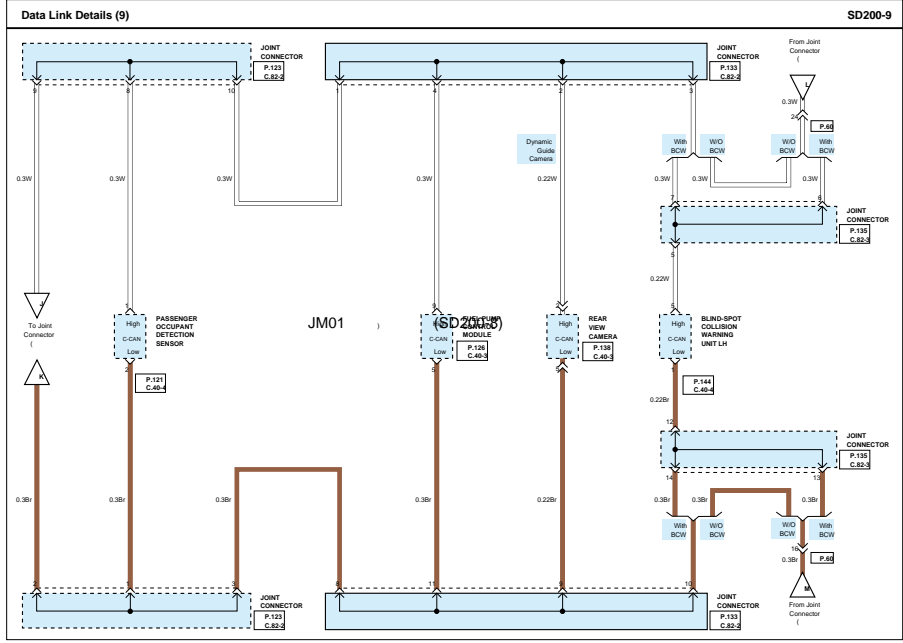 Data Link Details (9)
SD200-9
JOINT
CONNECTOR
P.123
C.82-2
JOINT
CONNECTOR
P.133
C.82-2
From Joint
Connector
(
L
0.3W
24
P.60
9
8
10
1
4
2
3
Dynamic
Guide
Camera
With
BCW
W/O
BCW
W/O
BCW
With
BCW
0.3W
0.3W
0.3W
0.3W
0.22W
0.3W
0.3W
0.3W
7
6
JOINT
CONNECTOR
P.135
C.82-3
5
0.22W
J
To Joint
Connector
(
K
1
High
C-CAN
Low
2
PASSENGER
OCCUPANT
DETECTION
SENSOR
P.121
C.40-4
JM01
)
(SD200-8)
9
High
C-CAN
Low
5
FUEL PUMP
CONTROL
MODULE
P.126
C.40-3
2
High
C-CAN
Low
5
REAR
VIEW
CAMERA
P.138
C.40-3
5
High
C-CAN
Low
1
BLIND-SPOT
COLLISION
WARNING
UNIT LH
P.144
C.40-4
0.22Br
12
JOINT
CONNECTOR
P.135
C.82-3
14
13
0.3Br
0.3Br
0.3Br
0.3Br
0.22Br
0.3Br
0.3Br
0.3Br
With
BCW
W/O
BCW
W/O
BCW
With
BCW
16
P.60
0.3Br
M
From Joint
Connector
(
2
1
3
8
11
9
10
JOINT
CONNECTOR
P.123
C.82-2
JOINT
CONNECTOR
P.133
C.82-2